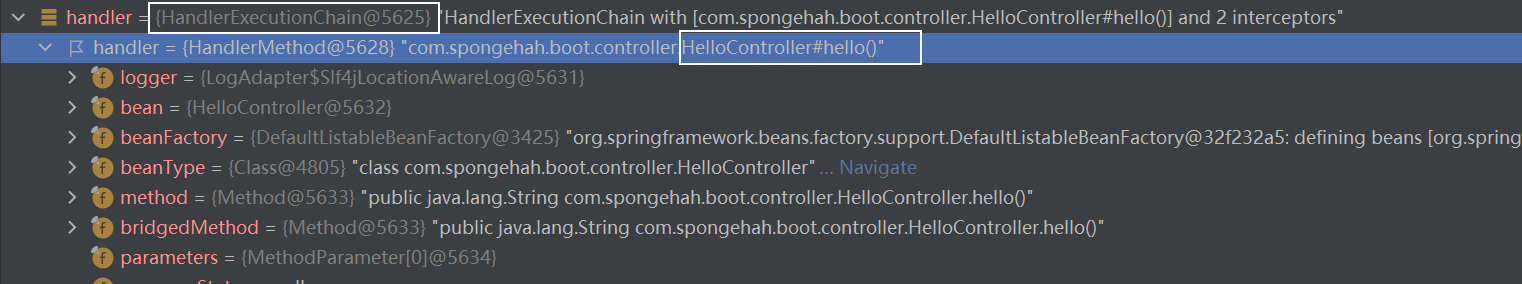 handler = {HandlerExecutionChain@5625} "HandlerExecutionChain with [com.spongehah.boot.controller.HelloController#hello()] and 2 interceptors"
handler = {HandlerMethod@5628} "com.spongehah.boot.controller.HelloController#hello()"
f logger = {LogAdapter$Slf4jLocationAwareLog@5631}
f bean = {HelloController@5632}
f beanFactory = {DefaultListableBeanFactory@3425} "org.springframework.beans.factory.support.DefaultListableBeanFactory@32f232a5: defining beans [org.spring
f beanType = {Class@4805} "class com.spongehah.boot.controller.HelloController" ... Navigate
f method = {Method@5633} "public java.lang.String com.spongehah.boot.controller.HelloController.hello()"
f bridgedMethod = {Method@5633} "public java.lang.String com.spongehah.boot.controller.HelloController.hello()"
f parameters = {MethodParameter[0]@5634}